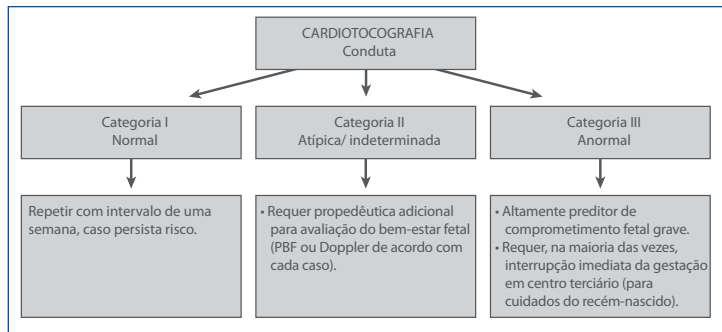 CARDIOTOCOGRAFIA
Conduta
Categoria I
Normal
Categoria II
Atípica/ indeterminada
Categoria III
Anormal
Repetir com intervalo de uma
semana, caso persista risco.
• Requer propedêutica adicional
para avaliação do bem-estar fetal
(PBF ou Doppler de acordo com
cada caso).
• Altamente preditor de
comprometimento fetal grave.
• Requer, na maioria das vezes,
interrupção imediata da gestação
em centro terciário (para
cuidados do recém-nascido).